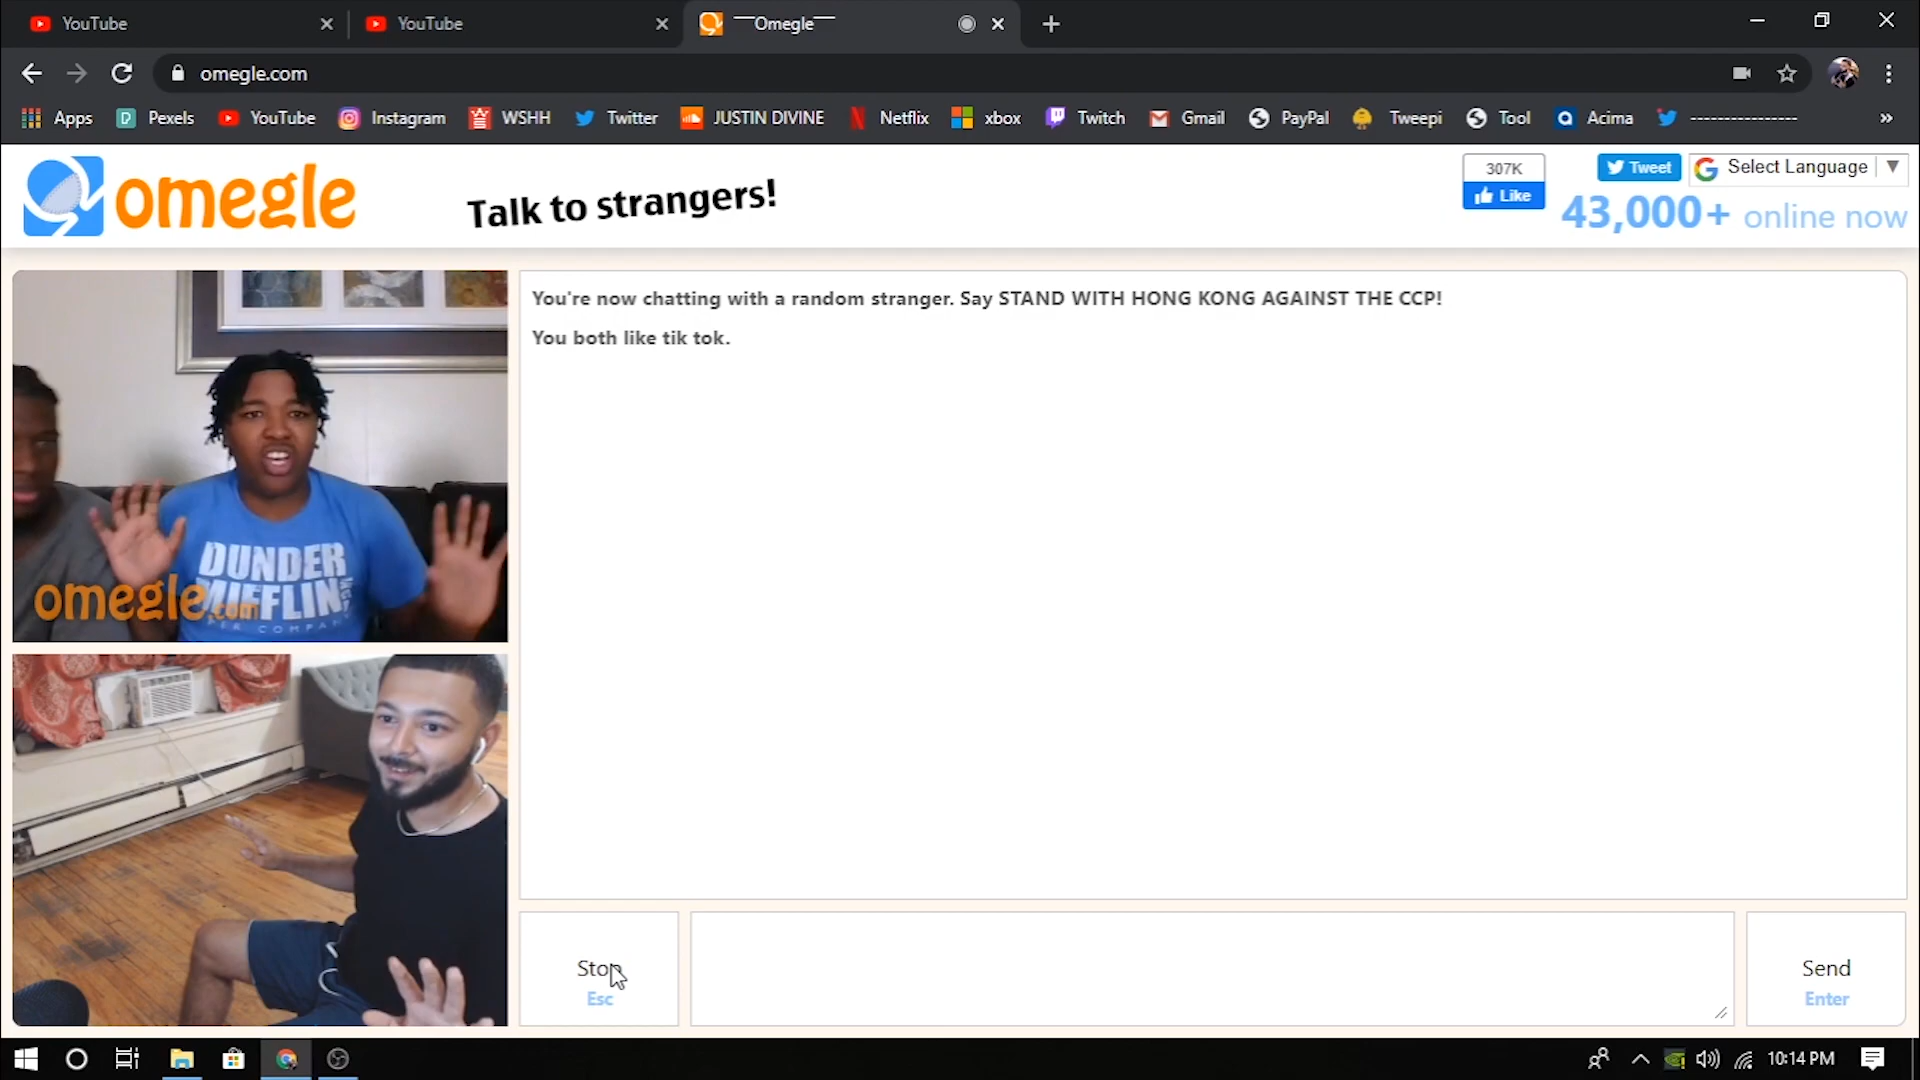 YouTube
YouTube
Omegle
omegle.com
Apps
Pexels
YouTube
Instagram
WSHH
Twitter
JUSTIN DIVINE
Netflix
xbox
Twitch
Gmail
PayPal
Tweepi
Tool
Acima
---------------
»
omegle
Talk to strangers!
307K
Like
Tweet
Select Language
43,000+ online now
You're now chatting with a random stranger. Say STAND WITH HONG KONG AGAINST THE CCP!
You both like tik tok.
DUNDER
MIFFLIN
omegle.com
Stop
Esc
Send
Enter
10:14 PM